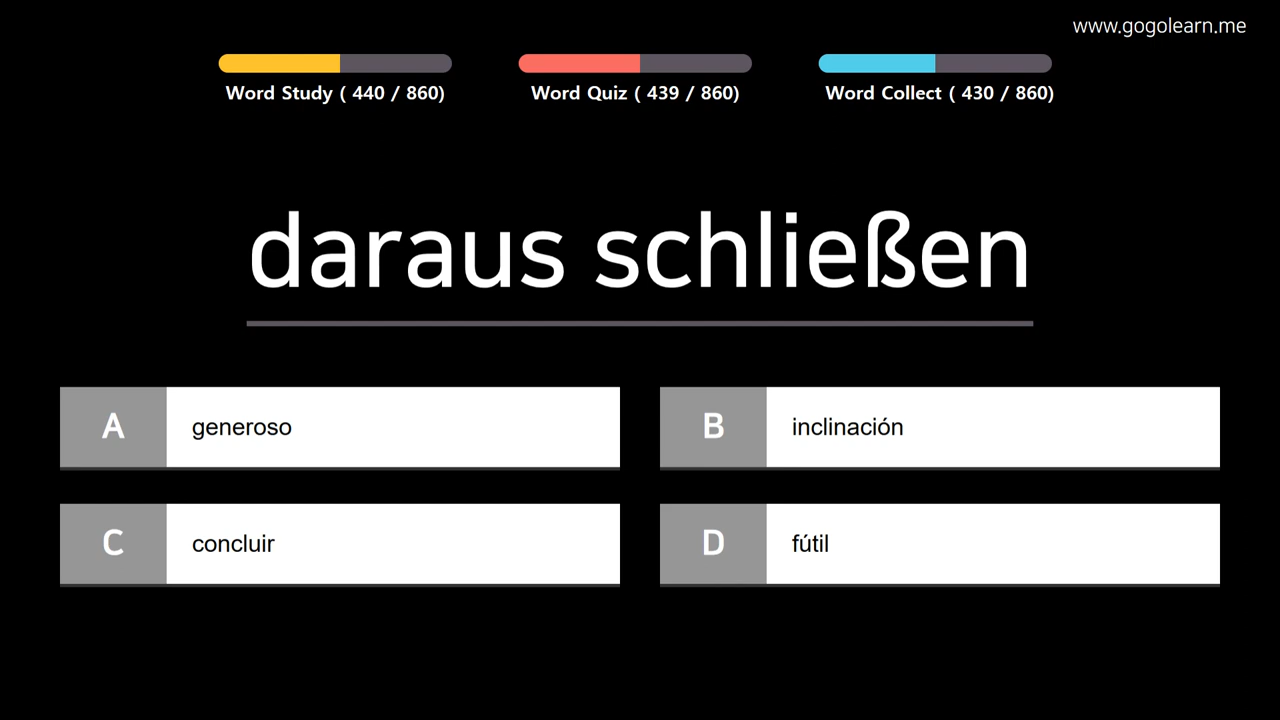 www.gogolearn.me
Word Study ( 440 / 860)
Word Quiz ( 439 / 860)
Word Collect ( 430 / 860)
daraus schließen
A generoso
B inclinación
C concluir
D fútil